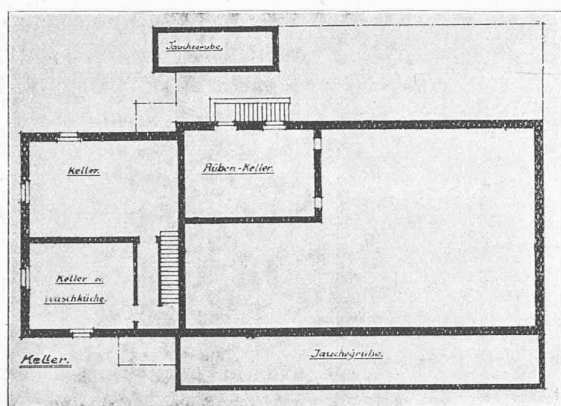 Jauchegrube.
Keller.
Rüben-Keller.
Keller u.
Waschküche.
Keller.
Jauchegrube.